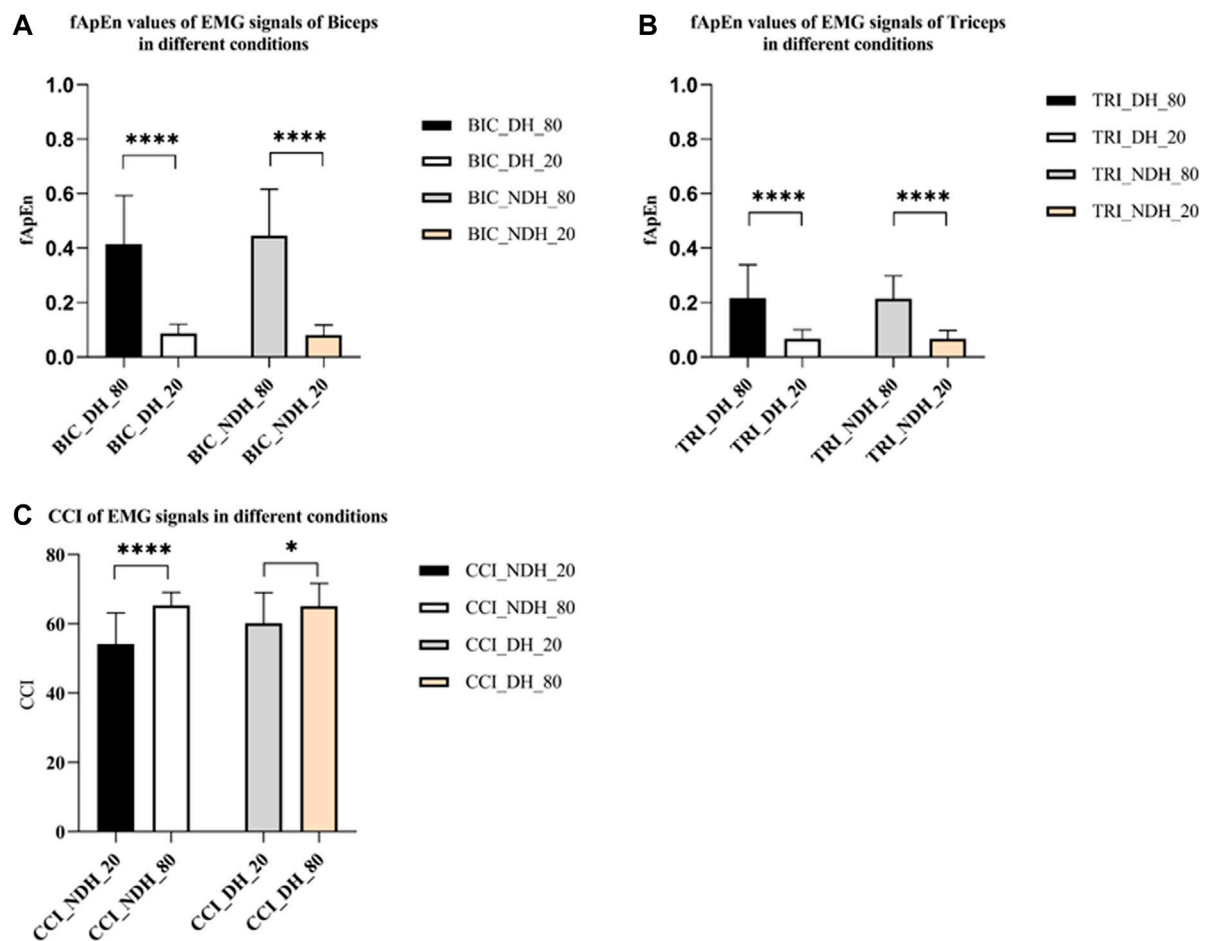 A
fApEn values of EMG signals of Biceps
in different conditions
fApEn
1.0
0.8
0.6
0.4
0.2
0.0
****
****
BIC_DH_80
BIC_DH_20
BIC_NDH_80
BIC_NDH_20
BIC_DH_80
BIC_DH_20
BIC_NDH_80
BIC_NDH_20
B
fApEn values of EMG signals of Triceps
in different conditions
fApEn
1.0
0.8
0.6
0.4
0.2
0.0
****
****
TRI_DH_80
TRI_DH_20
TRI_NDH_80
TRI_NDH_20
TRI_DH_80
TRI_DH_20
TRI_NDH_80
TRI_NDH_20
C
CCI of EMG signals in different conditions
CCI
80
60
40
20
0
****
*
CCI_NDH_20
CCI_NDH_80
CCI_DH_20
CCI_DH_80
CCI_NDH_20
CCI_NDH_80
CCI_DH_20
CCI_DH_80